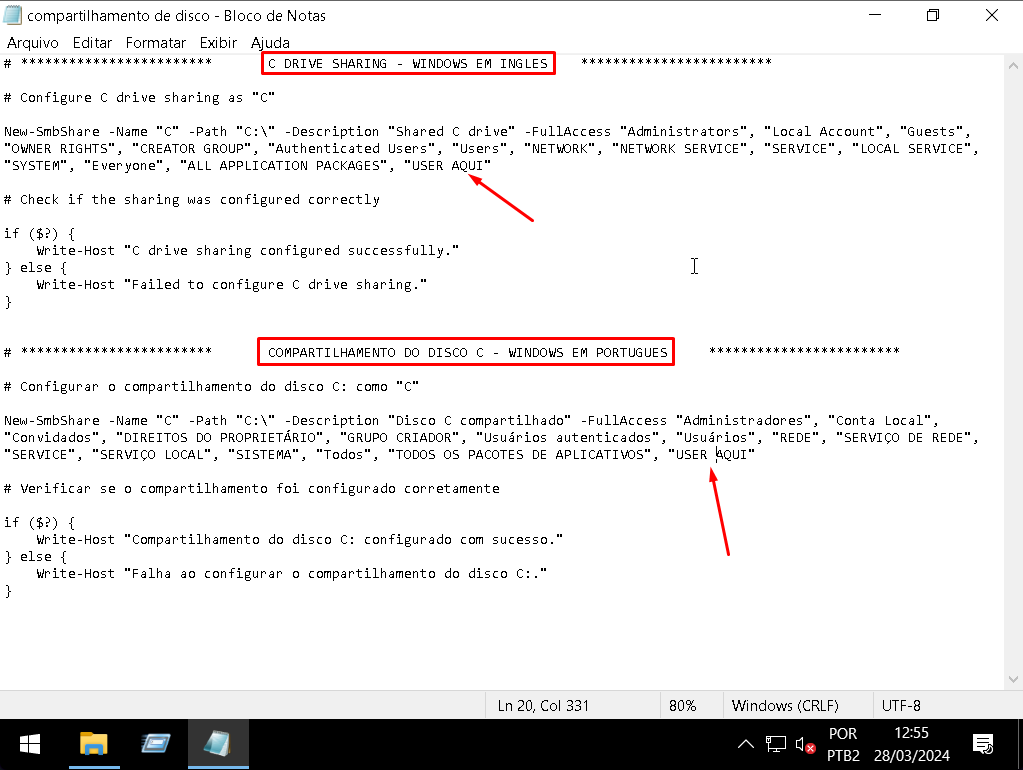 compartilhamento de disco - Bloco de Notas
Arquivo Editar Formatar Exibir Ajuda
# ************************ C DRIVE SHARING - WINDOWS EM INGLES ************************
# Configure C drive sharing as "C"
New-SmbShare -Name "C" -Path "C:\" -Description "Shared C drive" -FullAccess "Administrators", "Local Account", "Guests",
"OWNER RIGHTS", "CREATOR GROUP", "Authenticated Users", "Users", "NETWORK", "NETWORK SERVICE", "SERVICE", "LOCAL SERVICE",
"SYSTEM", "Everyone", "ALL APPLICATION PACKAGES", "USER AQUI"
# Check if the sharing was configured correctly
if ($?) {
    Write-Host "C drive sharing configured successfully."
} else {
    Write-Host "Failed to configure C drive sharing."
}
# ************************ COMPARTILHAMENTO DO DISCO C - WINDOWS EM PORTUGUES ************************
# Configurar o compartilhamento do disco C: como "C"
New-SmbShare -Name "C" -Path "C:\" -Description "Disco C compartilhado" -FullAccess "Administradores", "Conta Local",
"Convidados", "DIREITOS DO PROPRIETÁRIO", "GRUPO CRIADOR", "Usuários autenticados", "Usuários", "REDE", "SERVIÇO DE REDE",
"SERVICE", "SERVIÇO LOCAL", "SISTEMA", "Todos", "TODOS OS PACOTES DE APLICATIVOS", "USER AQUI"
# Verificar se o compartilhamento foi configurado corretamente
if ($?) {
    Write-Host "Compartilhamento do disco C: configurado com sucesso."
} else {
    Write-Host "Falha ao configurar o compartilhamento do disco C:."
}
Ln 20, Col 331 80% Windows (CRLF) UTF-8
POR 12:55
PTB2 28/03/2024